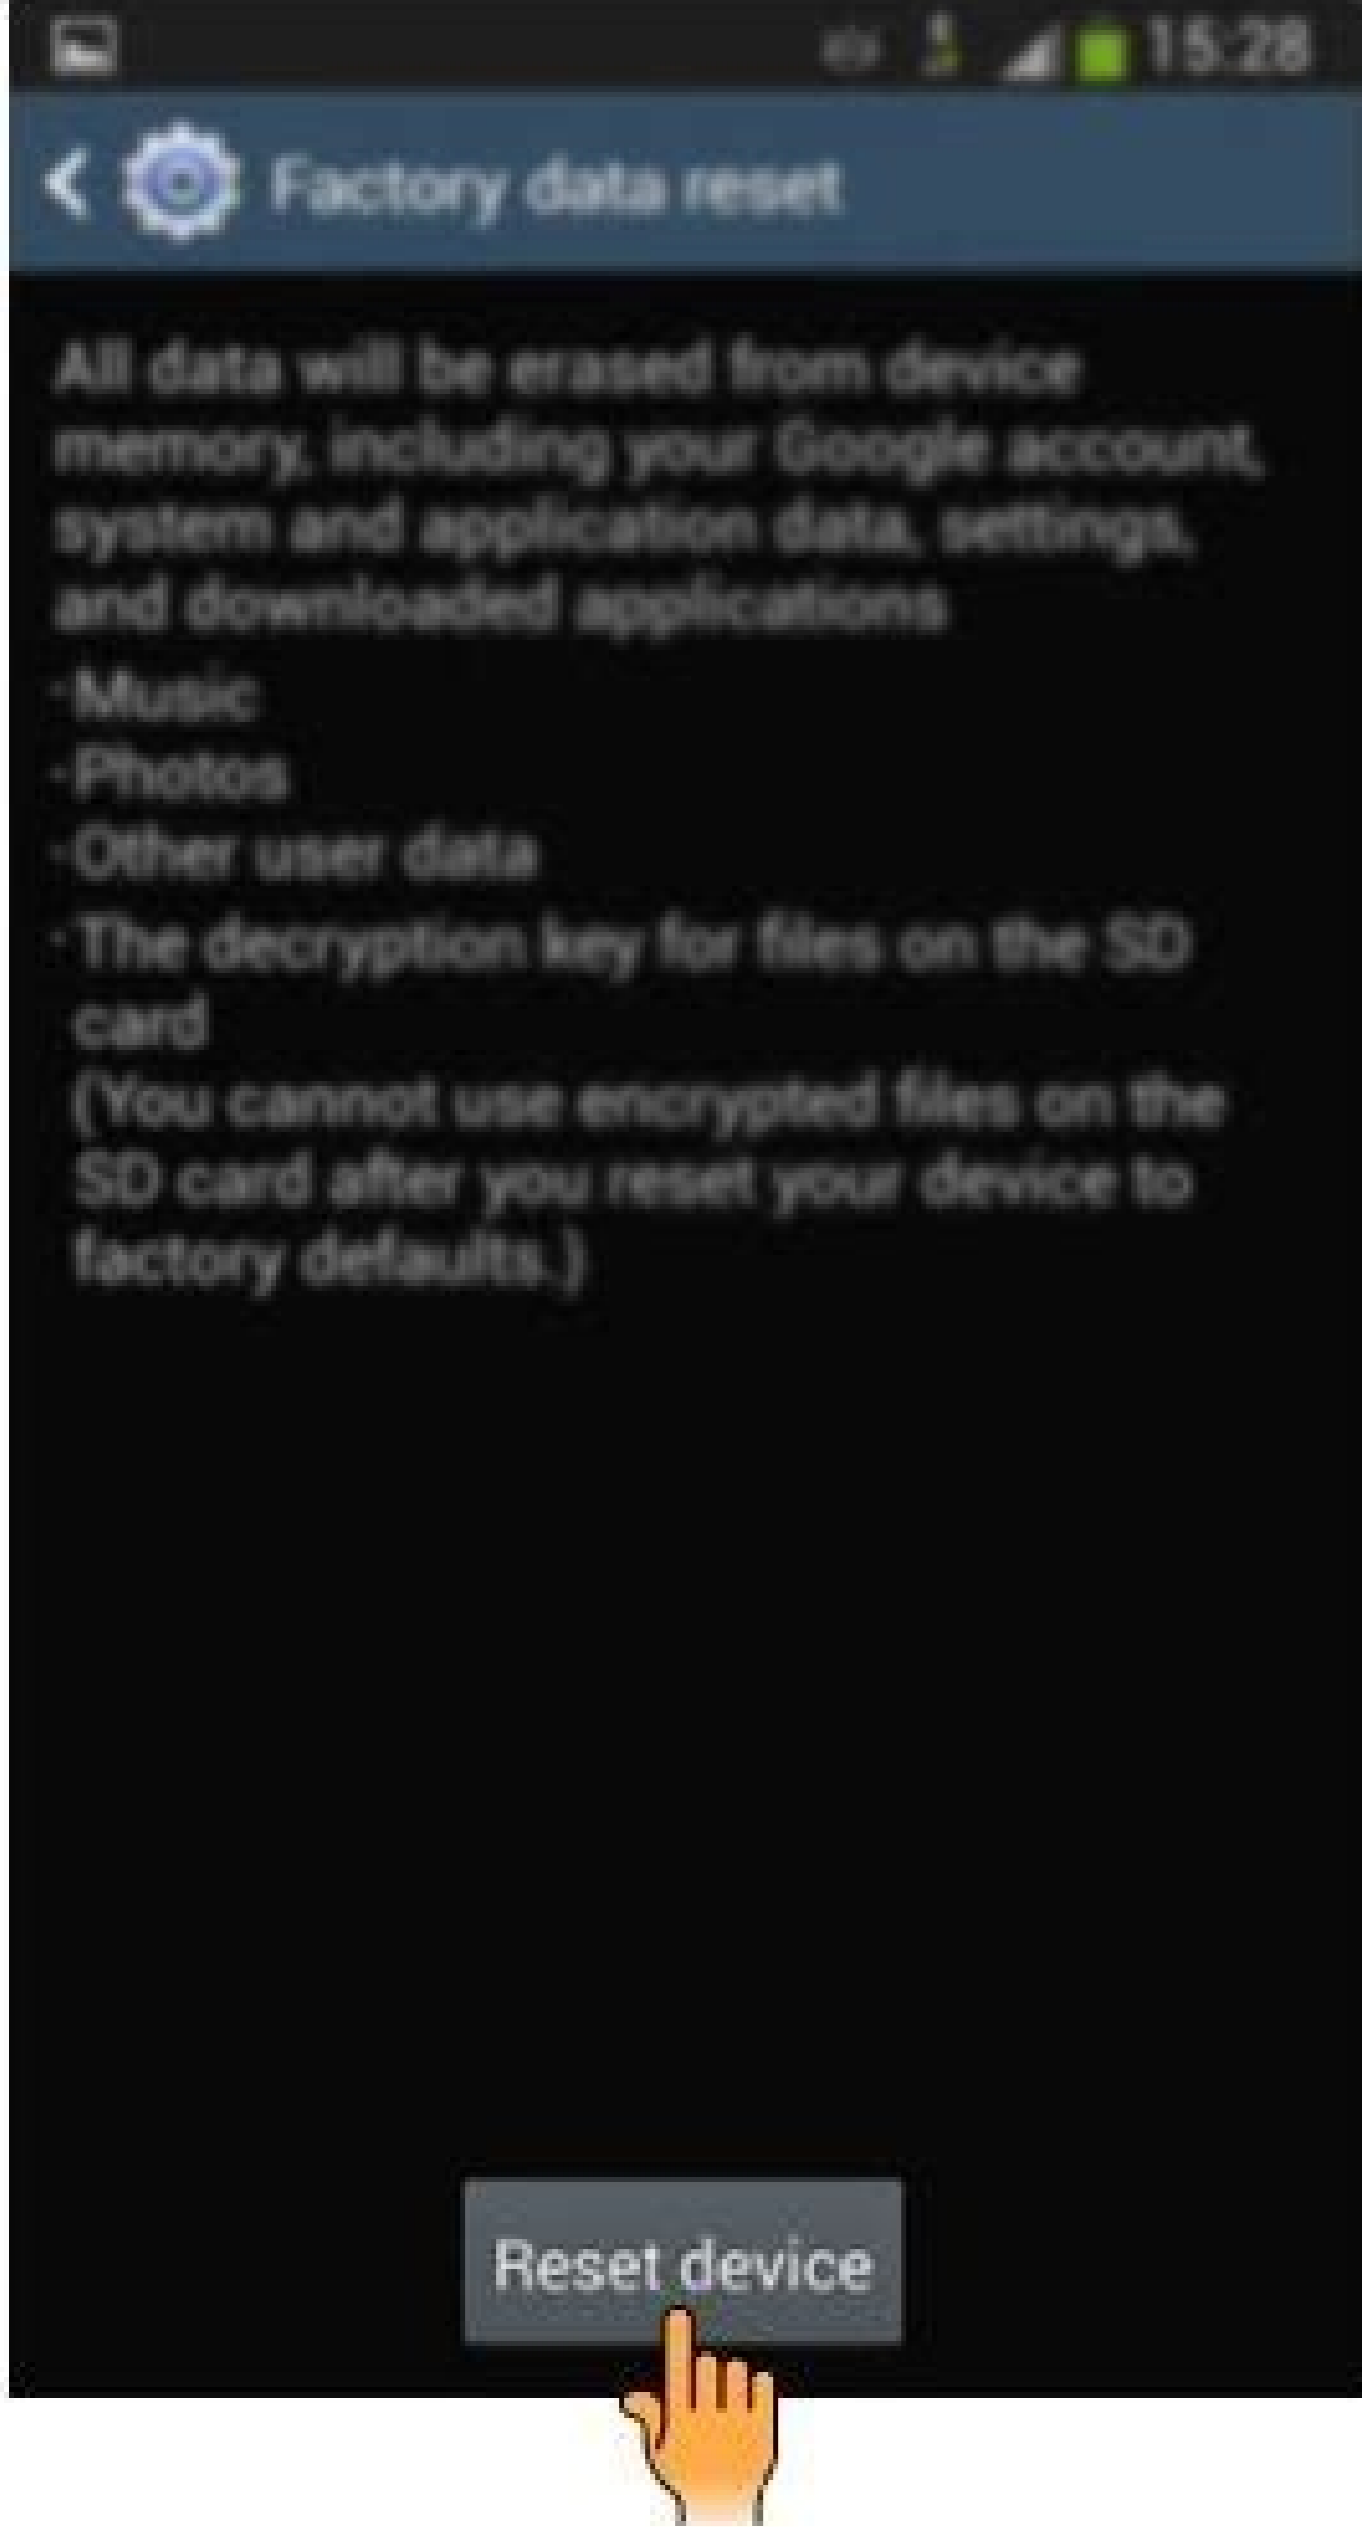 15:28
Factory data reset
All data will be erased from device
memory, including your Google account,
system and application data, settings,
and downloaded applications
·Music
·Photos
·Other user data
·The decryption key for files on the SD
card
(You cannot use encrypted files on the
SD card after you reset your device to
factory defaults.)
Reset device